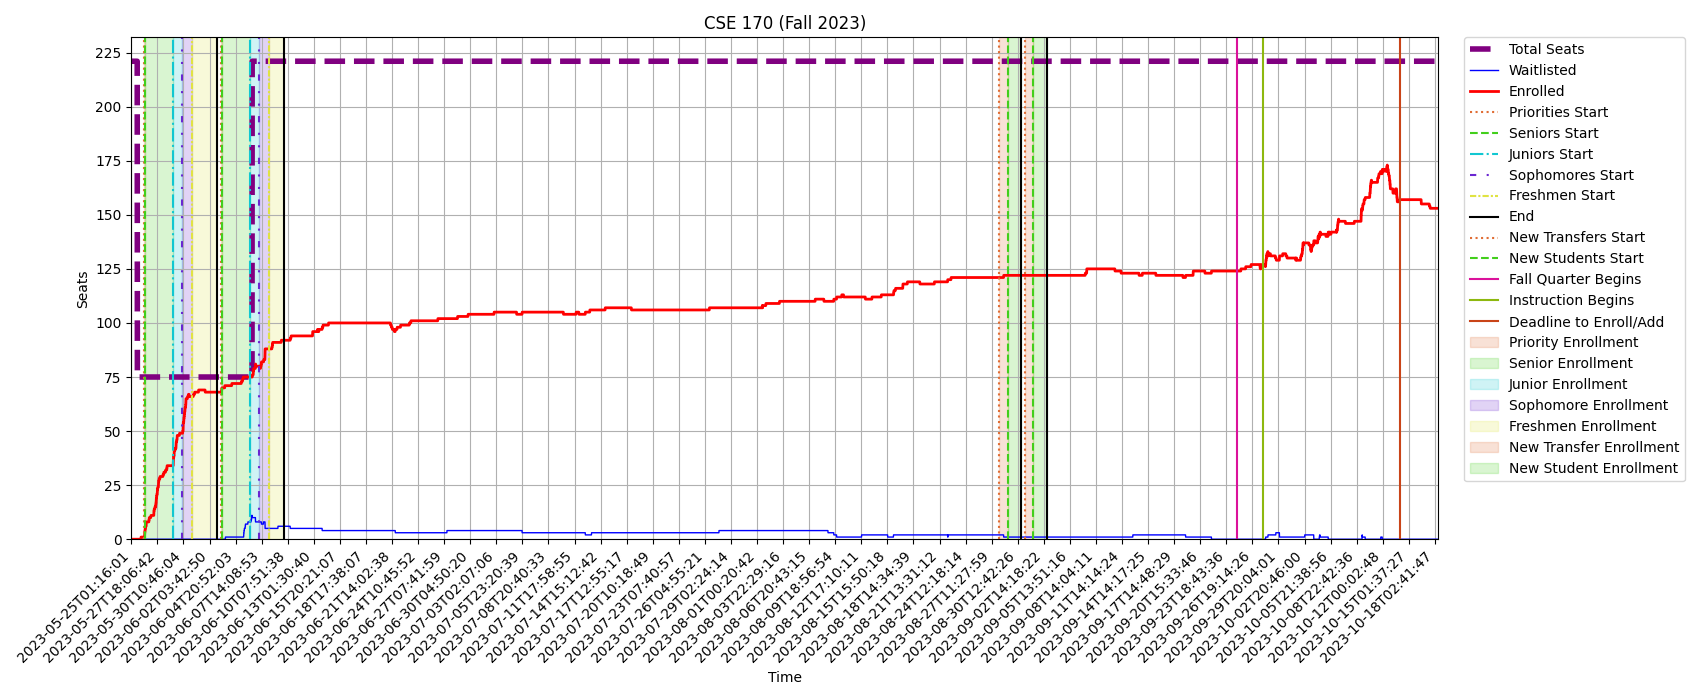 CSE 170 (Fall 2023)
Seats
225
200
175
150
125
100
75
50
25
0
2023-05-25T01:16:01
2023-05-27T18:06:42
2023-05-30T10:46:04
2023-06-02T03:42:50
2023-06-04T20:52:03
2023-06-07T14:08:53
2023-06-10T07:51:38
2023-06-13T01:30:40
2023-06-15T20:21:07
2023-06-18T17:38:07
2023-06-21T14:02:38
2023-06-24T10:45:52
2023-06-27T07:41:59
2023-06-30T04:50:20
2023-07-03T02:07:06
2023-07-05T23:20:39
2023-07-08T20:40:33
2023-07-11T17:58:55
2023-07-14T15:12:42
2023-07-17T12:55:17
2023-07-20T10:18:49
2023-07-23T07:40:57
2023-07-26T04:55:21
2023-07-29T02:24:14
2023-08-01T00:20:42
2023-08-03T22:29:16
2023-08-06T20:43:15
2023-08-09T18:56:54
2023-08-12T17:10:11
2023-08-15T15:50:18
2023-08-18T14:34:39
2023-08-21T13:31:12
2023-08-24T12:18:14
2023-08-27T11:27:59
2023-08-30T12:42:26
2023-09-02T14:18:22
2023-09-05T13:51:16
2023-09-08T14:04:11
2023-09-11T14:14:24
2023-09-14T14:17:25
2023-09-17T14:48:29
2023-09-20T15:33:46
2023-09-23T18:43:36
2023-09-26T19:14:26
2023-09-29T20:04:01
2023-10-02T20:46:00
2023-10-05T21:38:56
2023-10-08T22:42:36
2023-10-12T00:02:48
2023-10-15T01:37:27
2023-10-18T02:41:47
Time
Total Seats
Waitlisted
Enrolled
Priorities Start
Seniors Start
Juniors Start
Sophomores Start
Freshmen Start
End
New Transfers Start
New Students Start
Fall Quarter Begins
Instruction Begins
Deadline to Enroll/Add
Priority Enrollment
Senior Enrollment
Junior Enrollment
Sophomore Enrollment
Freshmen Enrollment
New Transfer Enrollment
New Student Enrollment